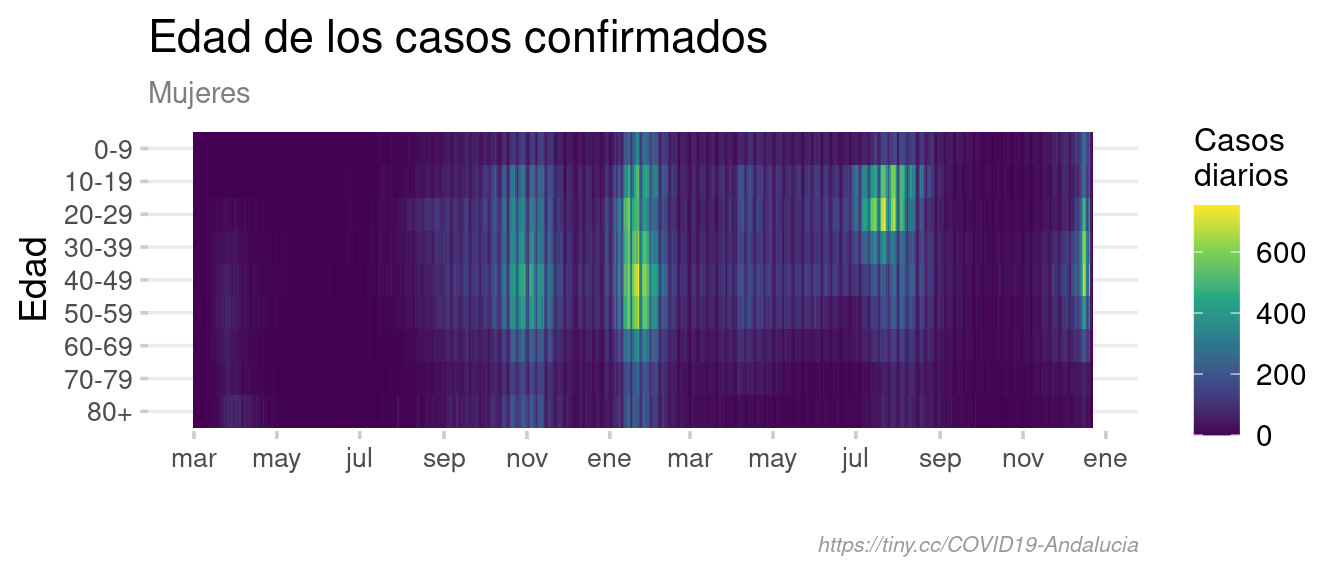 Edad de los casos confirmados
Mujeres
Edad
0-9
10-19
20-29
30-39
40-49
50-59
60-69
70-79
80+
mar may jul sep nov ene mar may jul sep nov ene
Casos
diarios
600
400
200
0
https://tiny.cc/COVID19-Andalucia